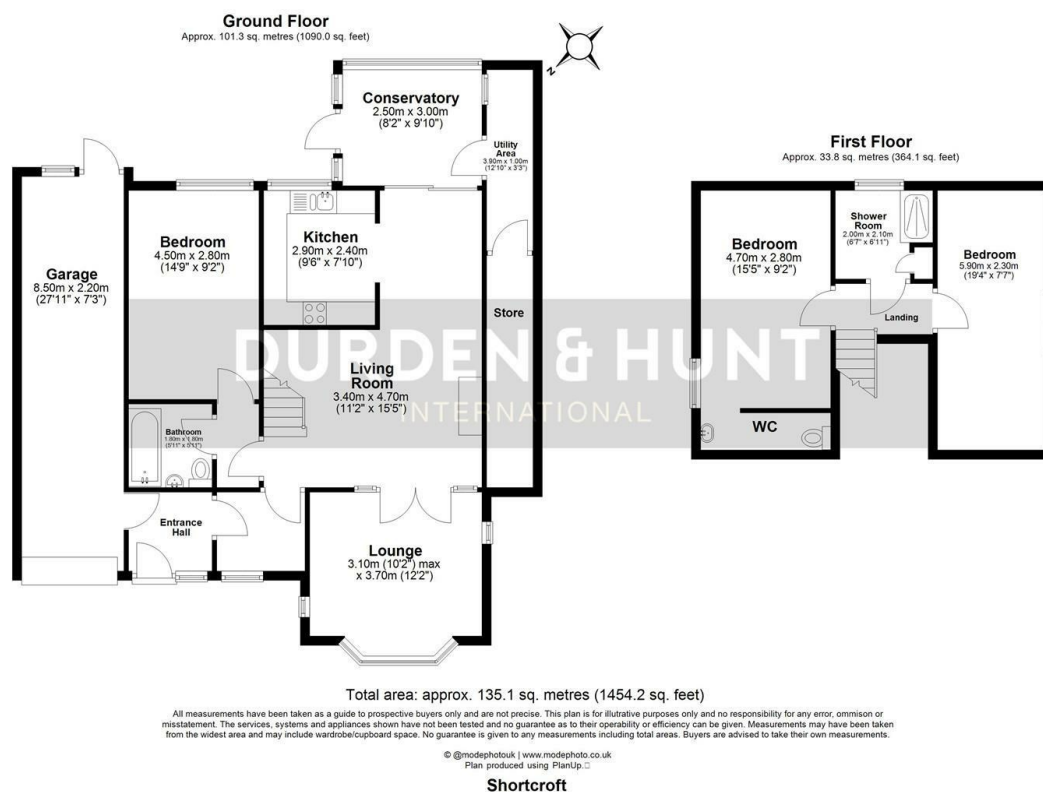 Ground Floor
Approx. 101.3 sq. metres (1090.0 sq. feet)
N
Conservatory
2.50m x 3.00m
(8'2" x 9'10")
Utility
Area
3.90m x 1.00m
(12'10" x 3'3")
First Floor
Approx. 33.8 sq. metres (364.1 sq. feet)
Bedroom
4.50m x 2.80m
(14'9" x 9'2")
Kitchen
2.90m x 2.40m
(9'6" x 7'10")
Garage
8.50m x 2.20m
(27'11" x 7'3")
Store
Shower
Room
2.00m x 2.10m
(6'7" x 6'11")
Bedroom
4.70m x 2.80m
(15'5" x 9'2")
Bedroom
5.90m x 2.30m
(19'4" x 7'7")
Landing
DURDEN & HUNT
INTERNATIONAL
Living
Room
3.40m x 4.70m
(11'2" x 15'5")
Bathroom
1.80m x 1.80m
(5'11" x 5'11")
WC
Entrance
Hall
Lounge
3.10m (10'2") max
x 3.70m (12'2")
Total area: approx. 135.1 sq. metres (1454.2 sq. feet)
All measurements have been taken as a guide to prospective buyers only and are not precise. This plan is for illutrative purposes only and no responsibility for any error, ommison or
misstatement. The services, systems and appliances shown have not been tested and no guarantee as to their operability or efficiency can be given. Measurements may have been taken
from the widest area and may include wardrobe/cupboard space. No guarantee is given to any measurements including total areas. Buyers are advised to take their own measurements.
© @modephotouk | www.modephoto.co.uk
Plan produced using PlanUp.
Shortcroft